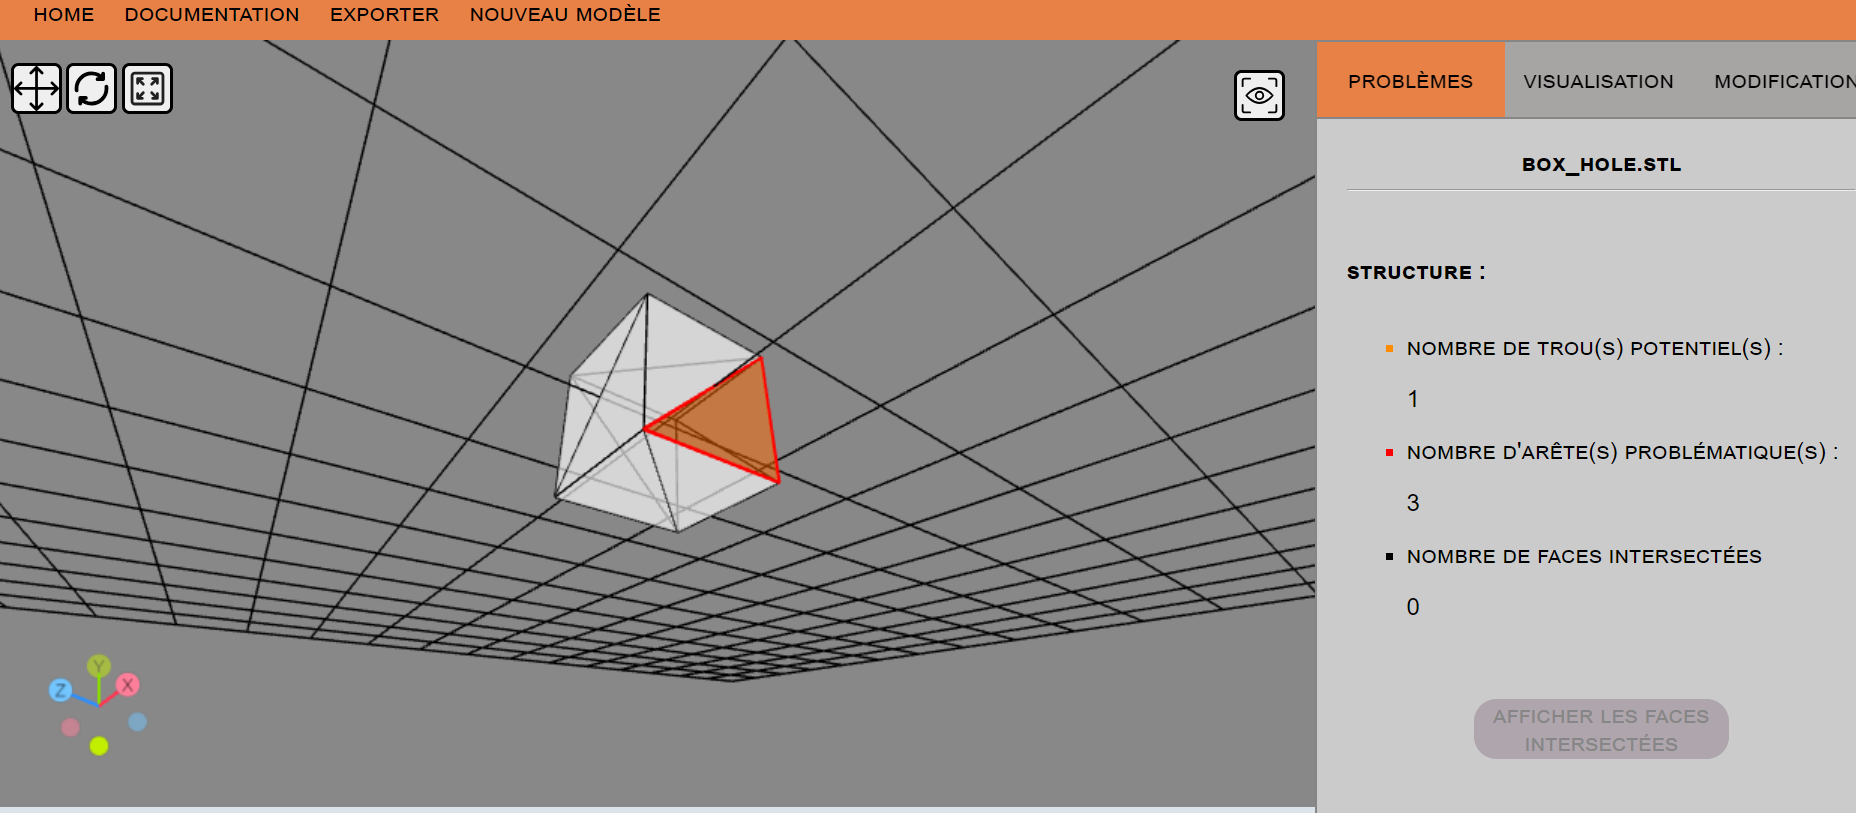 HOME DOCUMENTATION EXPORTER NOUVEAU MODÈLE
PROBLÈMES VISUALISATION MODIFICATION
BOX_HOLE.STL
STRUCTURE :
NOMBRE DE TROU(S) POTENTIEL(S) :
1
NOMBRE D'ARÊTE(S) PROBLÉMATIQUE(S) :
3
NOMBRE DE FACES INTERSECTÉES
0
Y
Z X
AFFICHER LES FACES
INTERSECTÉES